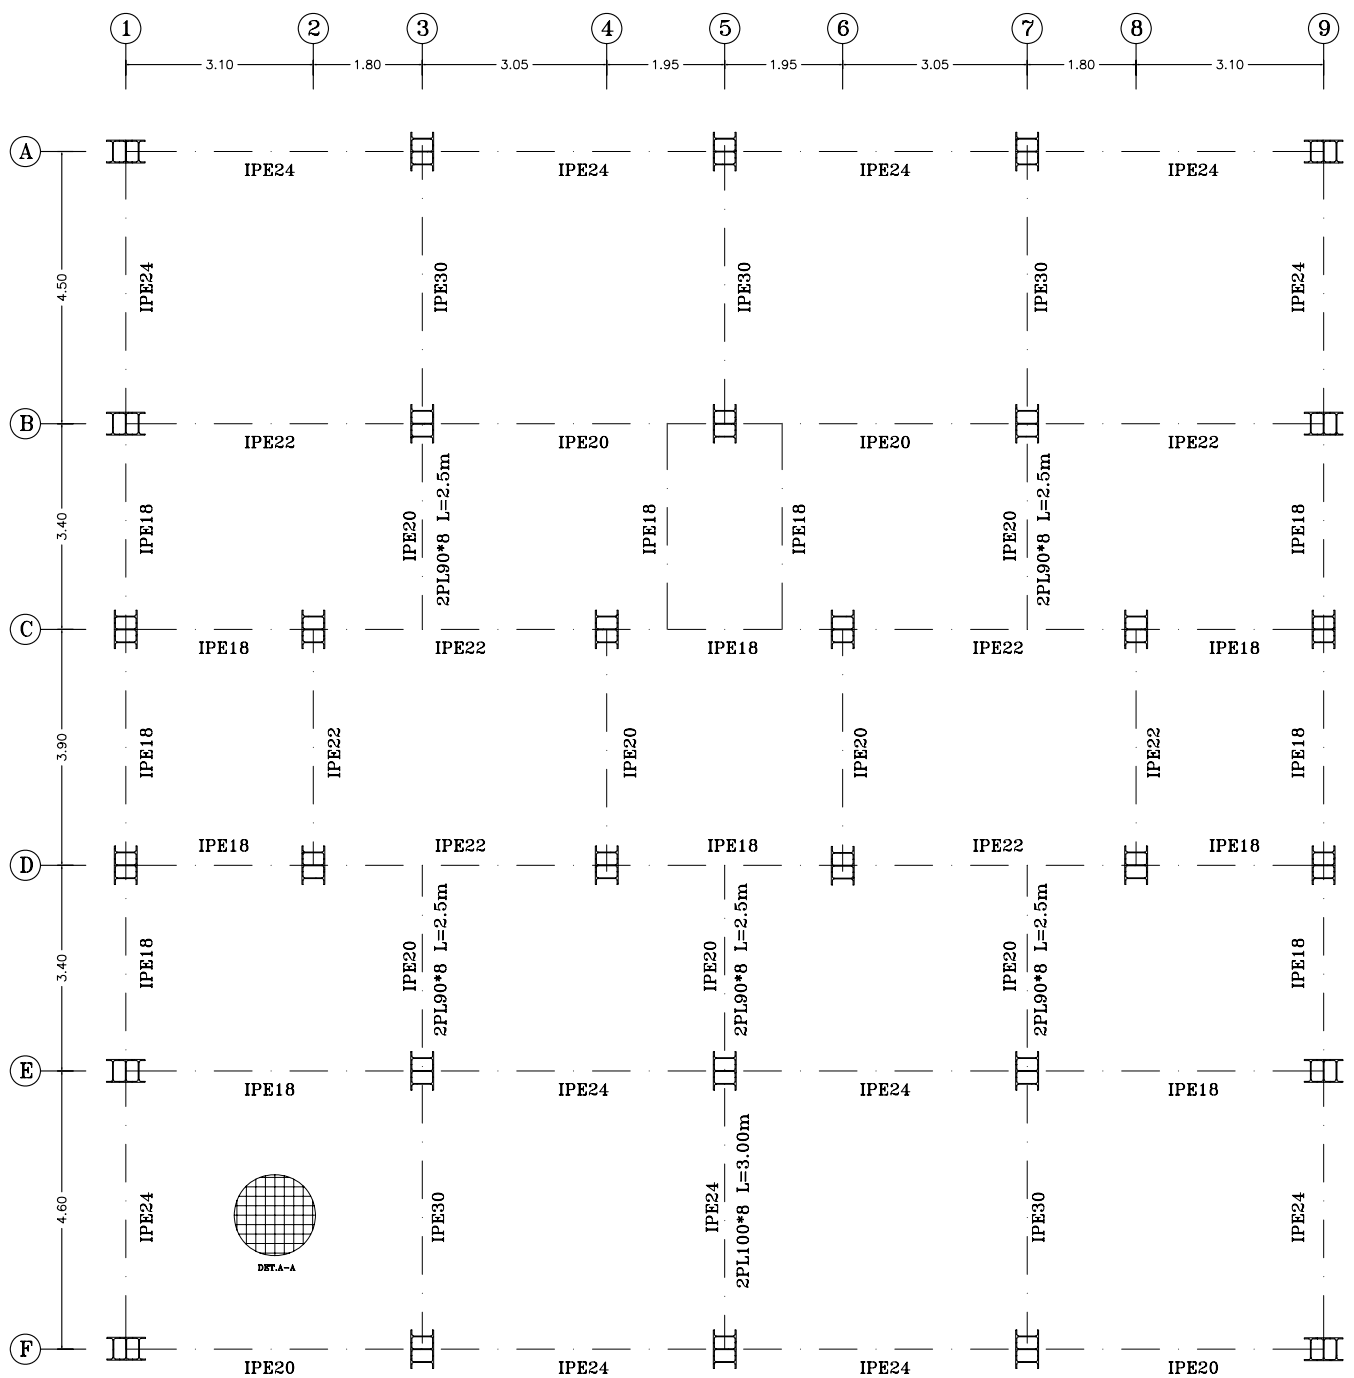 1 2 3 4 5 6 7 8 9
3.10 1.80 3.05 1.95 1.95 3.05 1.80 3.10
A
IPE24 IPE24 IPE24 IPE24
4.50
IPE24 IPE30 IPE30 IPE30 IPE24
B
IPE22 IPE20 IPE20 IPE22
3.40
IPE18
IPE20
2PL90*8 L=2.5m
IPE18
IPE18
IPE20
2PL90*8 L=2.5m
IPE18
C
IPE18 IPE22 IPE18 IPE22 IPE18
3.90
IPE18 IPE22 IPE20 IPE20 IPE22 IPE18
D
IPE18 IPE22 IPE18 IPE22 IPE18
3.40
IPE18
IPE20
2PL90*8 L=2.5m
IPE20
2PL90*8 L=2.5m
IPE20
2PL90*8 L=2.5m
IPE18
E
IPE18 IPE24 IPE24 IPE18
4.60
IPE24
DET.A-A
IPE30
IPE24
2PL100*8 L=3.00m
IPE30
IPE24
F
IPE20 IPE24 IPE24 IPE20